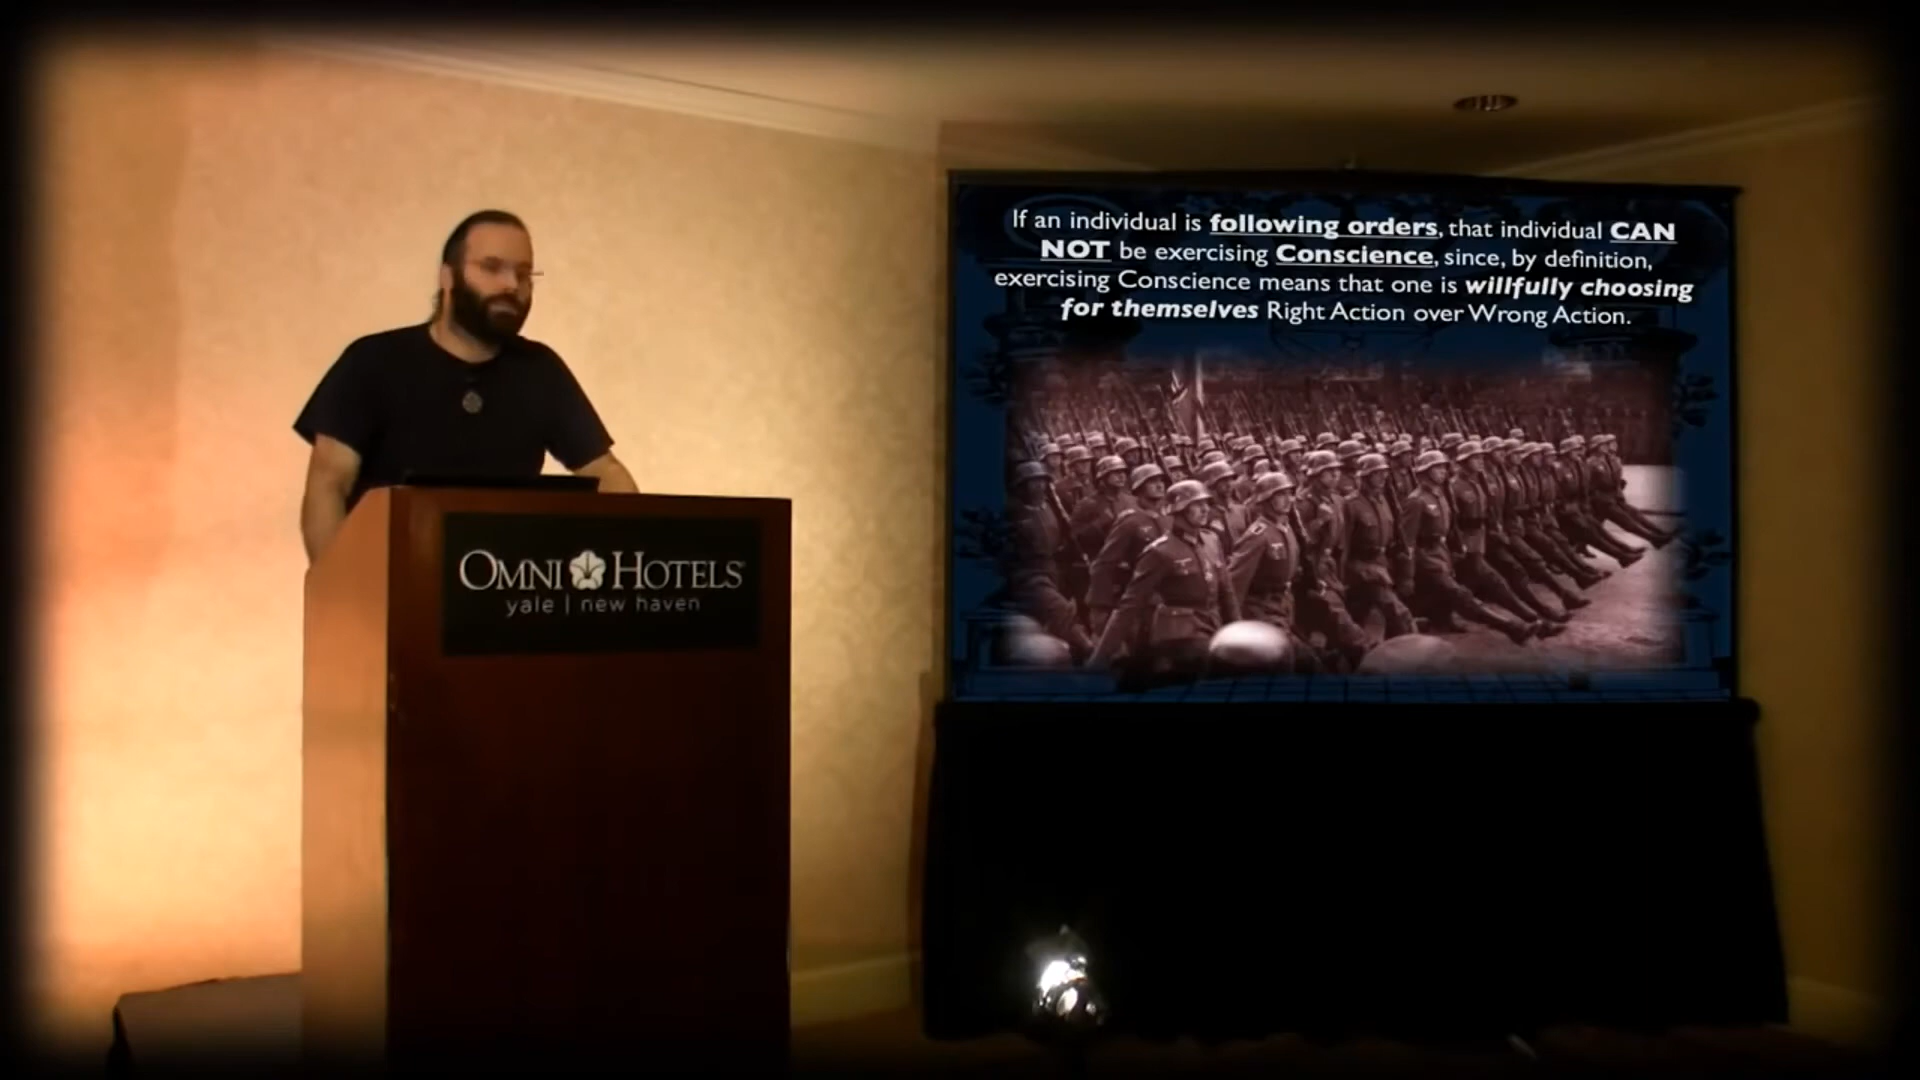 If an individual is following orders, that individual CAN
NOT be exercising Conscience, since, by definition,
exercising Conscience means that one is willfully choosing
for themselves Right Action over Wrong Action.
OMNI HOTELS
yale | new haven